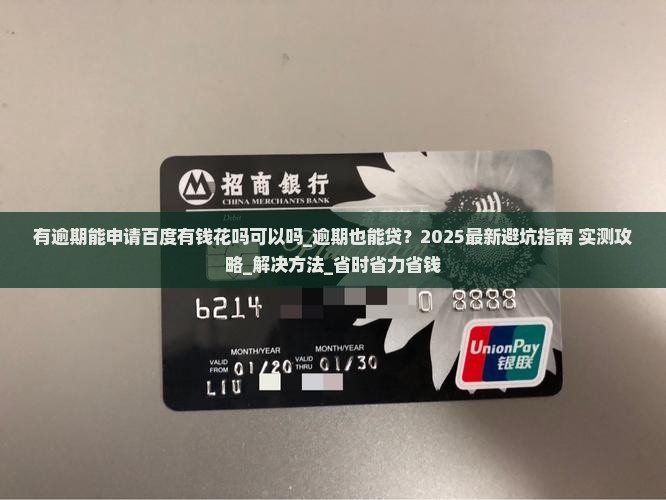 招商银行
CHINA MERCHANTS BANK
Debit
有逾期能申请百度有钱花吗可以吗_逾期也能贷？2025最新避坑指南 实测攻
略_解决方法_省时省力省钱
6214 0 8888
MONTH/YEAR MONTH/YEAR
VALID FROM 01/20 VALID THRU 01/30
LIU
UnionPay
银联